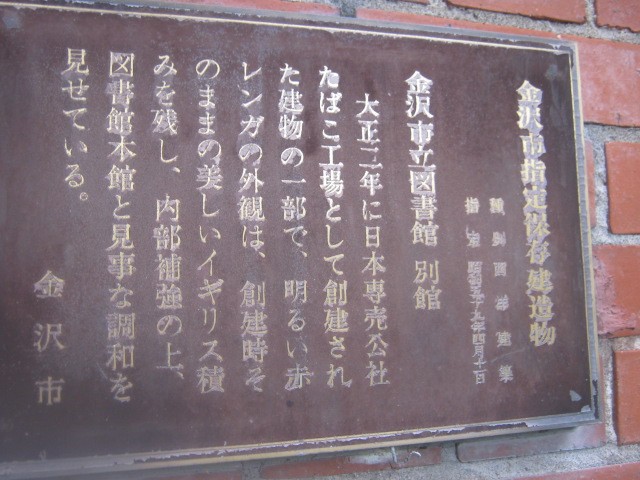 金沢市指定保存建造物
指定 昭和五十九年四月十一日
金沢市立図書館 別館
大正二年に日本専売公社
たばこ工場として創建され
た建物の一部で、明るい赤
レンガの外観は、創建時そ
のままの美しいイギリス積
みを残し、内部補強の上、
図書館本館と見事な調和を
見せている。
金沢市